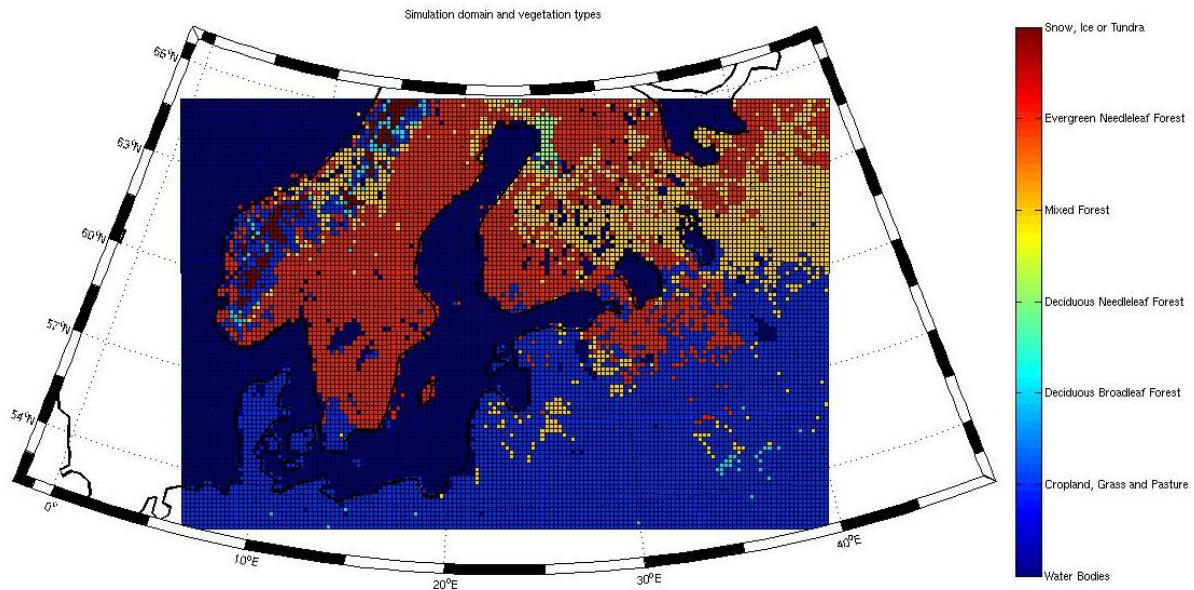 Simulation domain and vegetation types
66°N
63°N
60°N
57°N
54°N
0°
10°E
20°E
30°E
40°E
Snow, Ice or Tundra
Evergreen Needleleaf Forest
Mixed Forest
Deciduous Needleleaf Forest
Deciduous Broadleaf Forest
Cropland, Grass and Pasture
Water Bodies